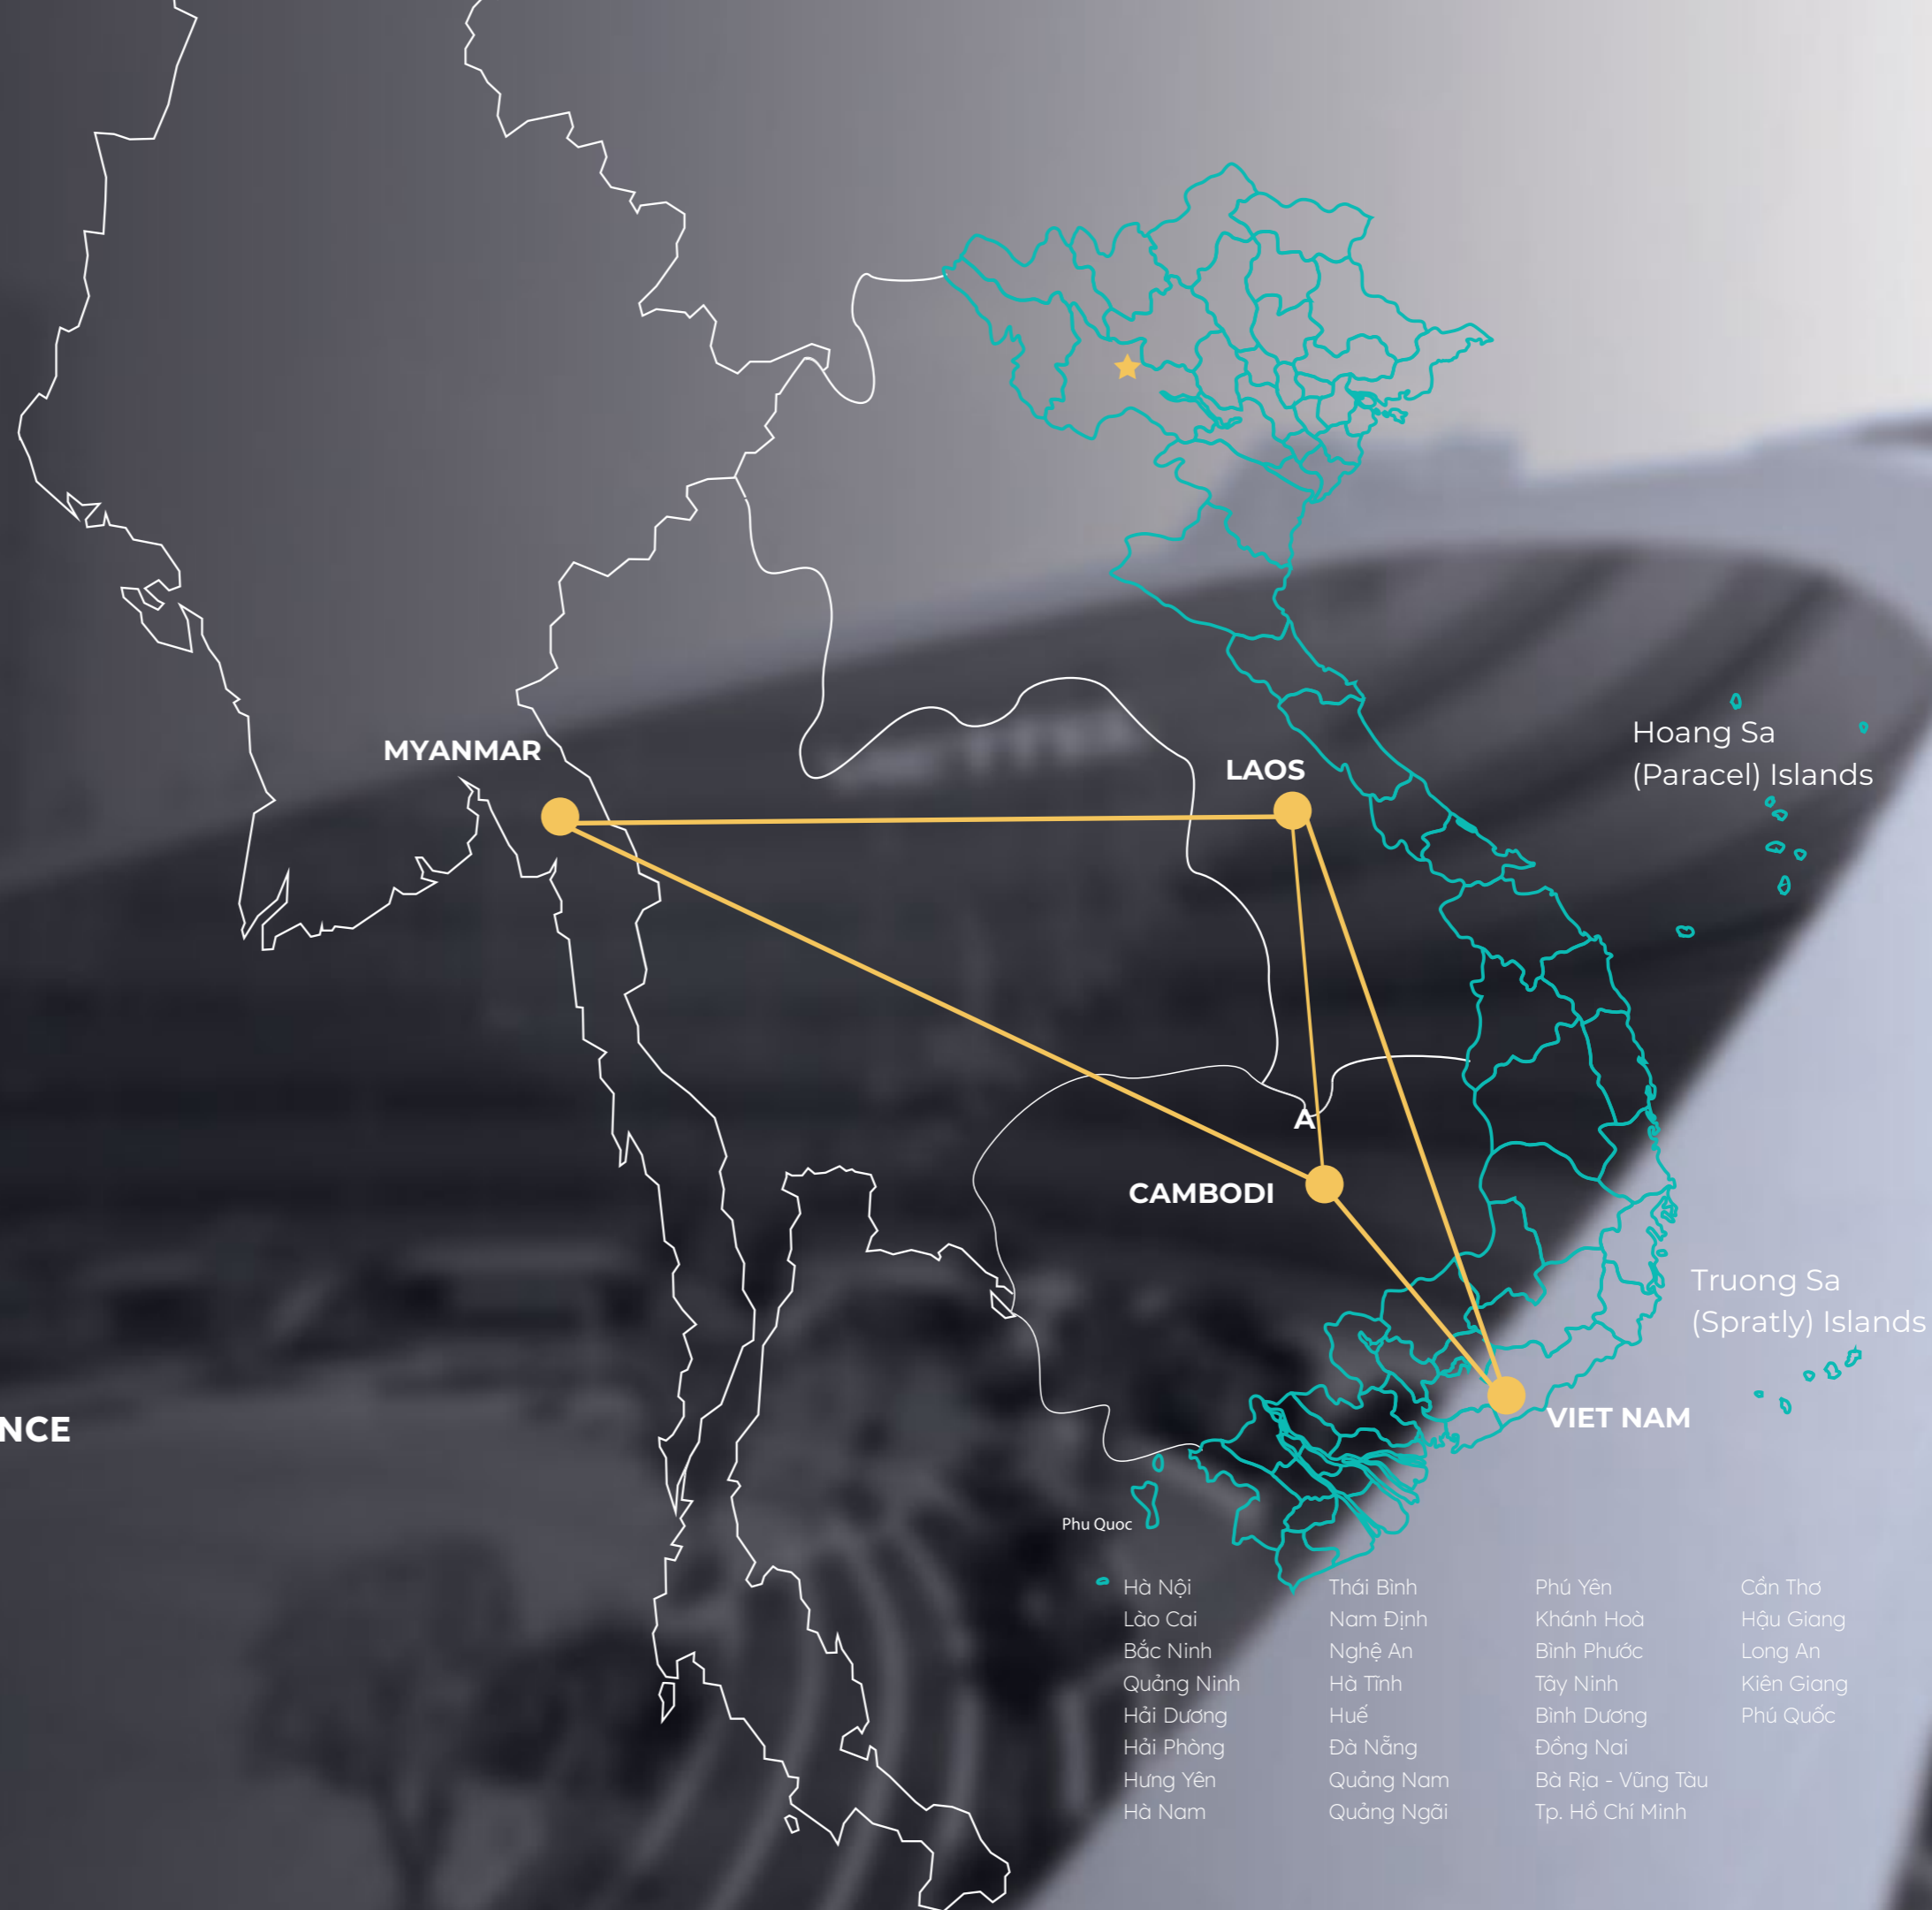 MYANMAR
LAOS
Hoang Sa
(Paracel) Islands
A
CAMBODI
Truong Sa
(Spratly) Islands
VIET NAM
NCE
Phu Quoc
Hà Nội
Lào Cai
Bắc Ninh
Quảng Ninh
Hải Dương
Hải Phòng
Hưng Yên
Hà Nam
Thái Bình
Nam Định
Nghệ An
Hà Tĩnh
Huế
Đà Nẵng
Quảng Nam
Quảng Ngãi
Phú Yên
Khánh Hoà
Bình Phước
Tây Ninh
Bình Dương
Đồng Nai
Bà Rịa - Vũng Tàu
Tp. Hồ Chí Minh
Cần Thơ
Hậu Giang
Long An
Kiên Giang
Phú Quốc